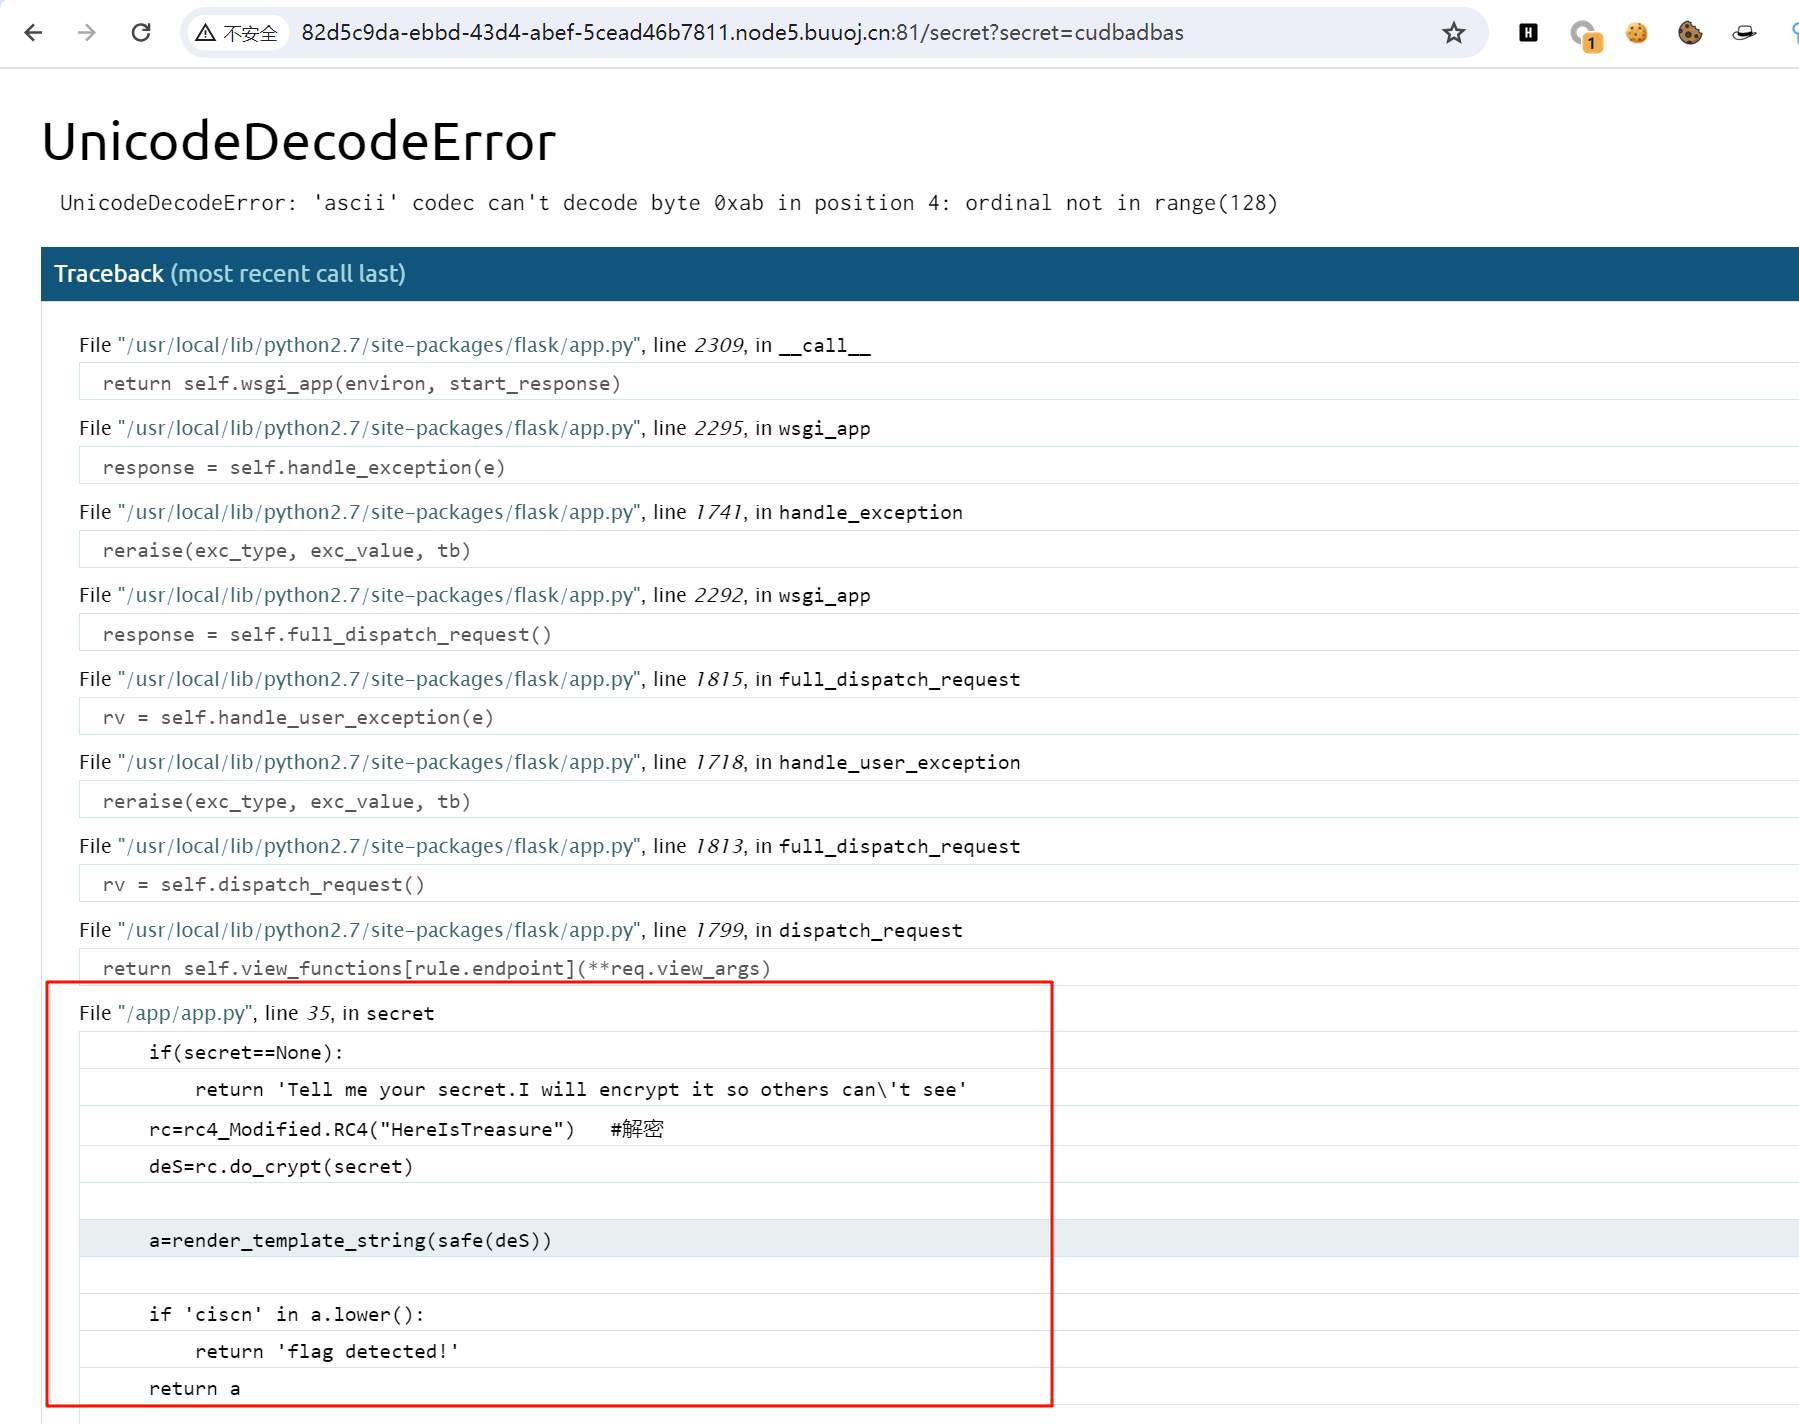 不安全 82d5c9da-ebbd-43d4-abef-5cead46b7811.node5.buuoj.cn:81/secret?secret=cudbadbas
H
1
UnicodeDecodeError
UnicodeDecodeError: 'ascii' codec can't decode byte 0xab in position 4: ordinal not in range(128)
Traceback (most recent call last)
File "/usr/local/lib/python2.7/site-packages/flask/app.py", line 2309, in __call__
return self.wsgi_app(environ, start_response)
File "/usr/local/lib/python2.7/site-packages/flask/app.py", line 2295, in wsgi_app
response = self.handle_exception(e)
File "/usr/local/lib/python2.7/site-packages/flask/app.py", line 1741, in handle_exception
reraise(exc_type, exc_value, tb)
File "/usr/local/lib/python2.7/site-packages/flask/app.py", line 2292, in wsgi_app
response = self.full_dispatch_request()
File "/usr/local/lib/python2.7/site-packages/flask/app.py", line 1815, in full_dispatch_request
rv = self.handle_user_exception(e)
File "/usr/local/lib/python2.7/site-packages/flask/app.py", line 1718, in handle_user_exception
reraise(exc_type, exc_value, tb)
File "/usr/local/lib/python2.7/site-packages/flask/app.py", line 1813, in full_dispatch_request
rv = self.dispatch_request()
File "/usr/local/lib/python2.7/site-packages/flask/app.py", line 1799, in dispatch_request
return self.view_functions[rule.endpoint](**req.view_args)
File "/app/app.py", line 35, in secret
if(secret==None):
return 'Tell me your secret.I will encrypt it so others can\'t see'
rc=rc4_Modified.RC4("HereIsTreasure")   #解密
deS=rc.do_crypt(secret)
a=render_template_string(safe(deS))
if 'ciscn' in a.lower():
return 'flag detected!'
return a